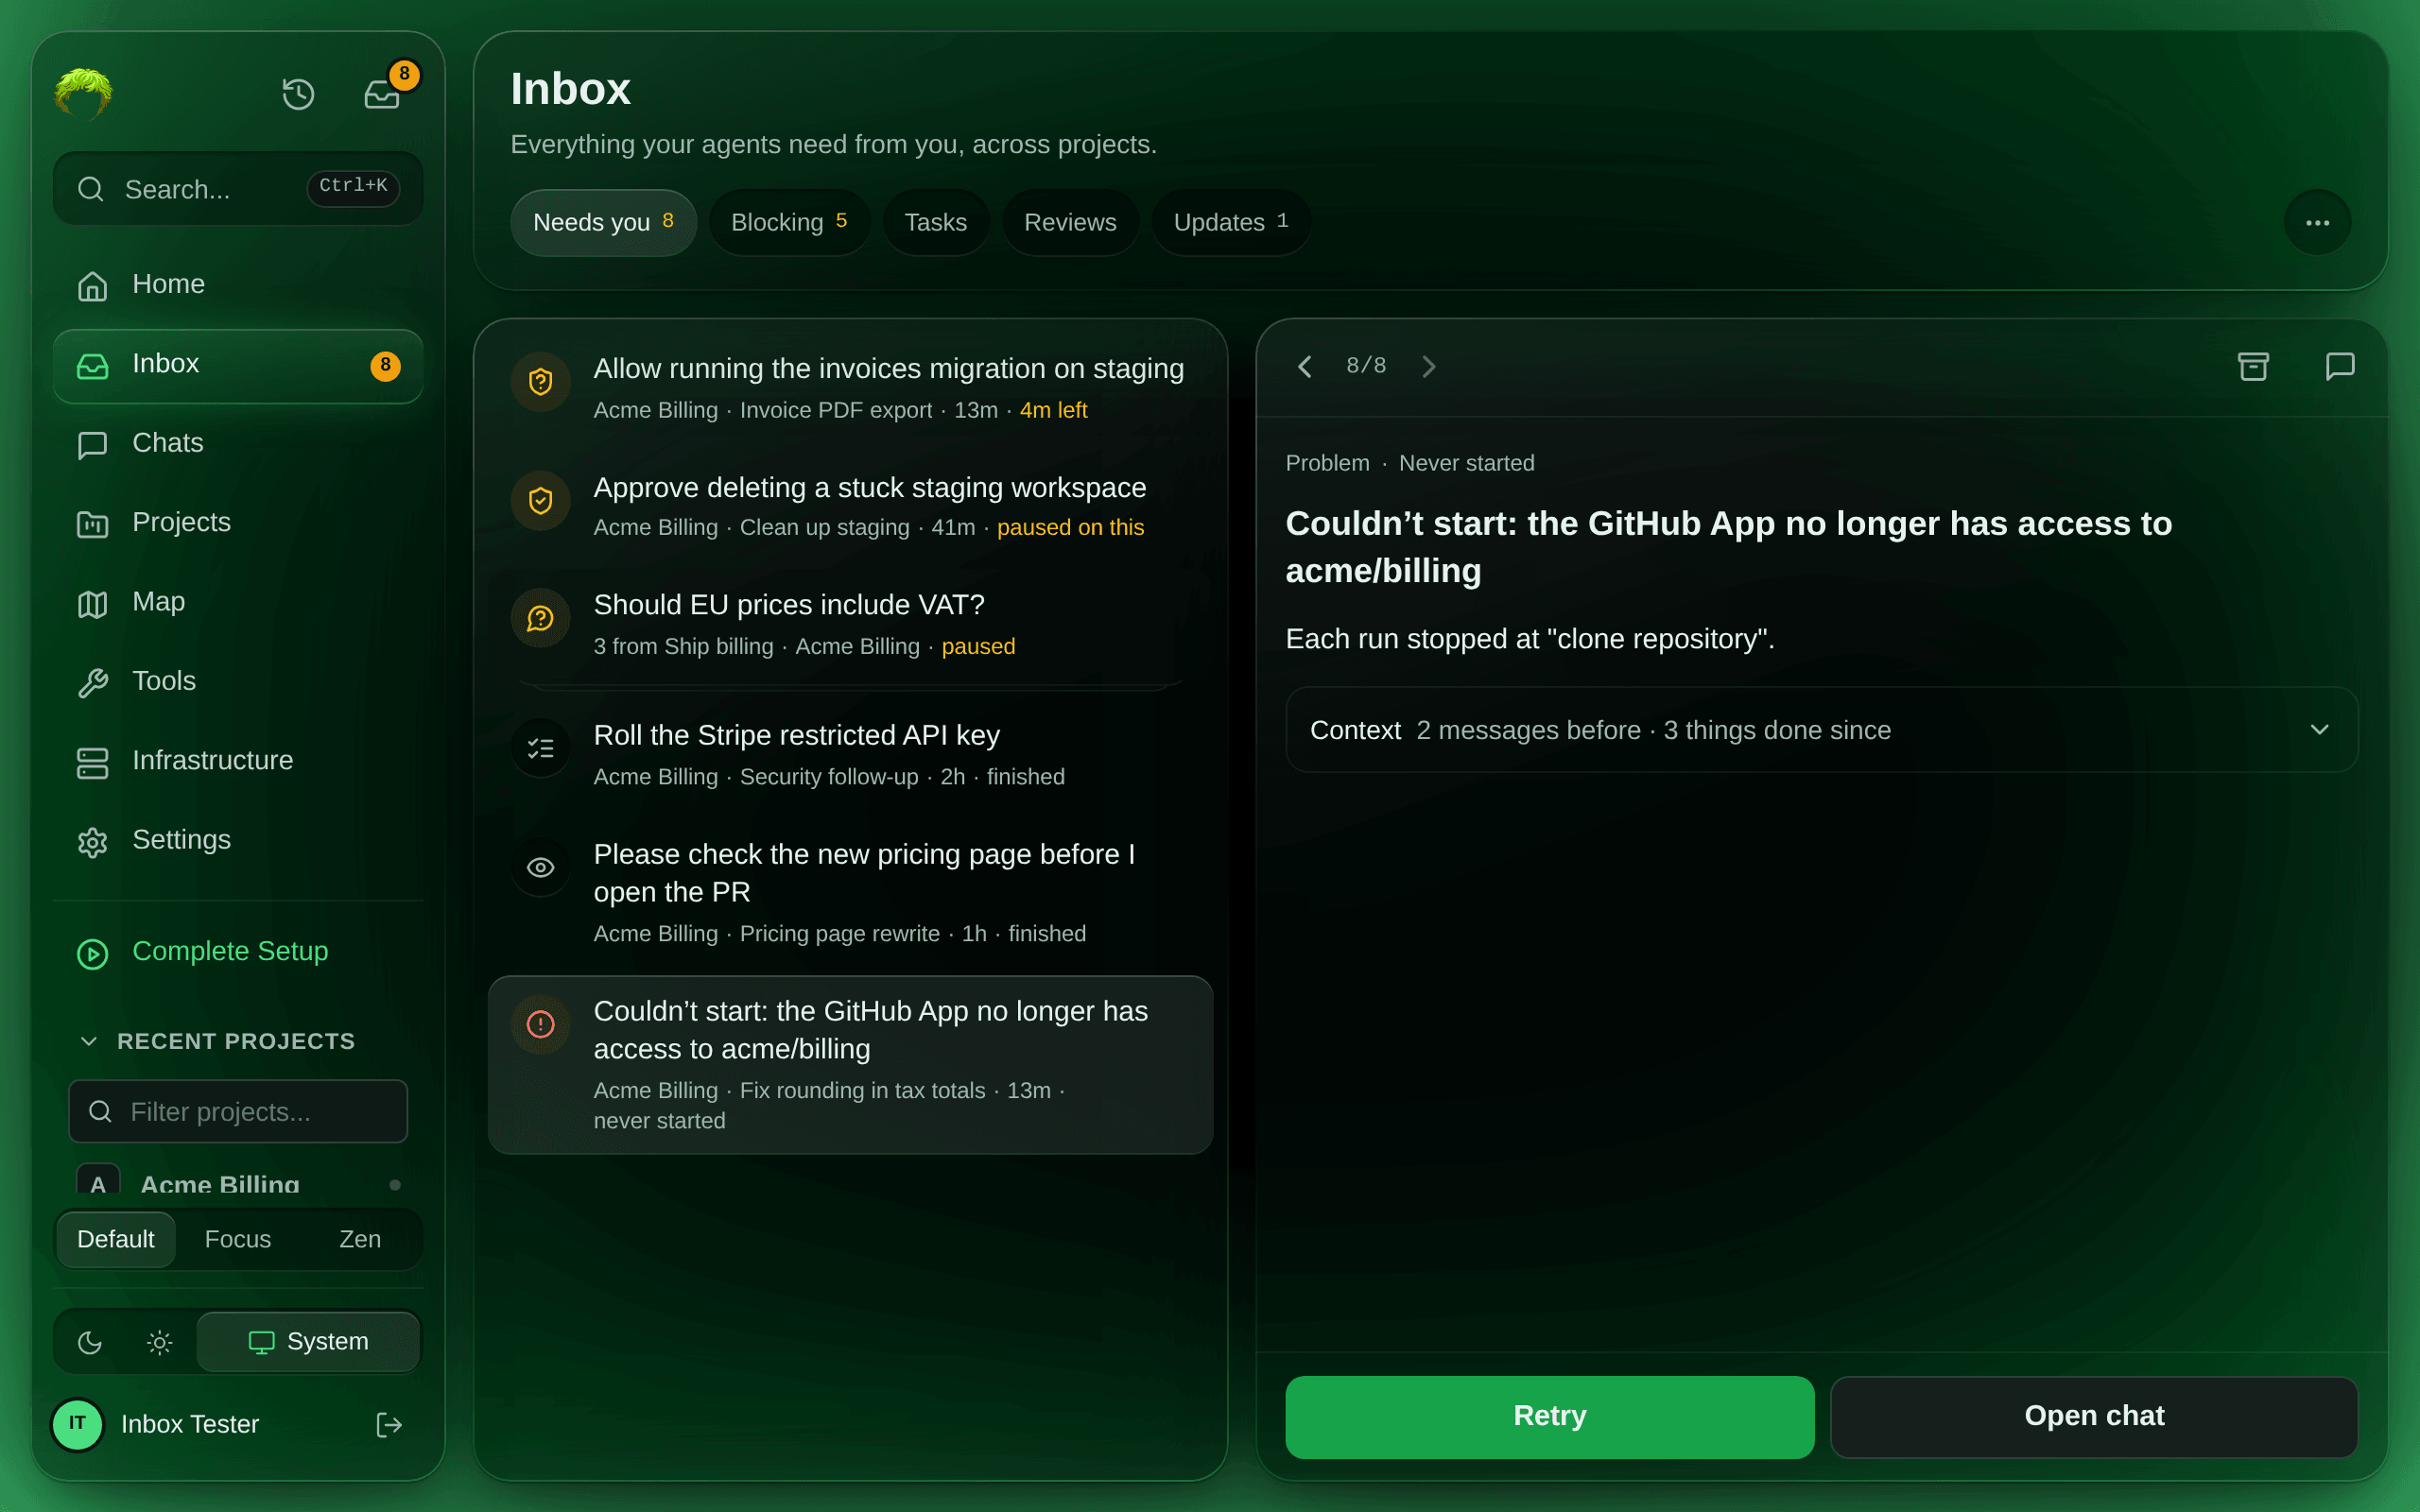 8
Search... Ctrl+K
Home
Inbox 8
Chats
Projects
Map
Tools
Infrastructure
Settings
Complete Setup
RECENT PROJECTS
Filter projects...
A Acme Billing
Default Focus Zen
System
IT Inbox Tester
Inbox
Everything your agents need from you, across projects.
Needs you 8 Blocking 5 Tasks Reviews Updates 1
Allow running the invoices migration on staging
Acme Billing · Invoice PDF export · 13m · 4m left
Approve deleting a stuck staging workspace
Acme Billing · Clean up staging · 41m · paused on this
Should EU prices include VAT?
3 from Ship billing · Acme Billing · paused
Roll the Stripe restricted API key
Acme Billing · Security follow-up · 2h · finished
Please check the new pricing page before I
open the PR
Acme Billing · Pricing page rewrite · 1h · finished
Couldn’t start: the GitHub App no longer has
access to acme/billing
Acme Billing · Fix rounding in tax totals · 13m ·
never started
8/8
Problem · Never started
Couldn’t start: the GitHub App no longer has access to
acme/billing
Each run stopped at "clone repository".
Context 2 messages before · 3 things done since
Retry
Open chat